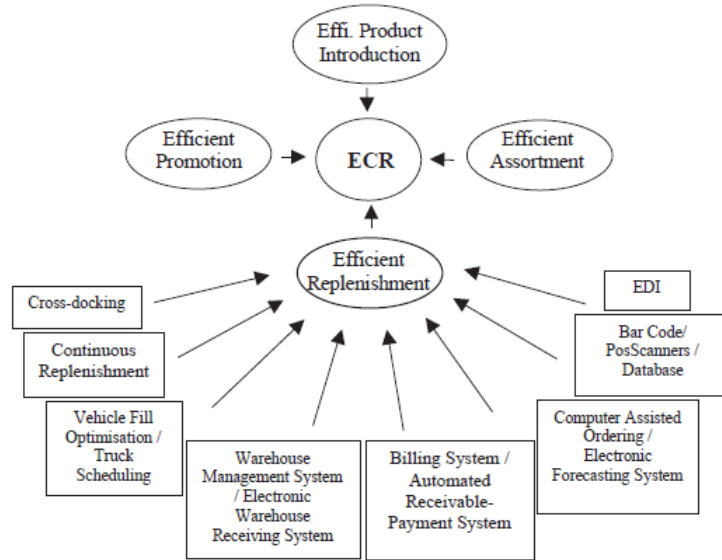 Effi. Product
Introduction
Efficient
Promotion
ECR
Efficient
Assortment
Efficient
Replenishment
Cross-docking
EDI
Continuous
Replenishment
Bar Code/
PosScanners /
Database
Vehicle Fill
Optimisation /
Truck
Scheduling
Warehouse
Management System
/ Electronic
Warehouse
Receiving System
Billing System /
Automated
Receivable-
Payment System
Computer Assisted
Ordering /
Electronic
Forecasting System